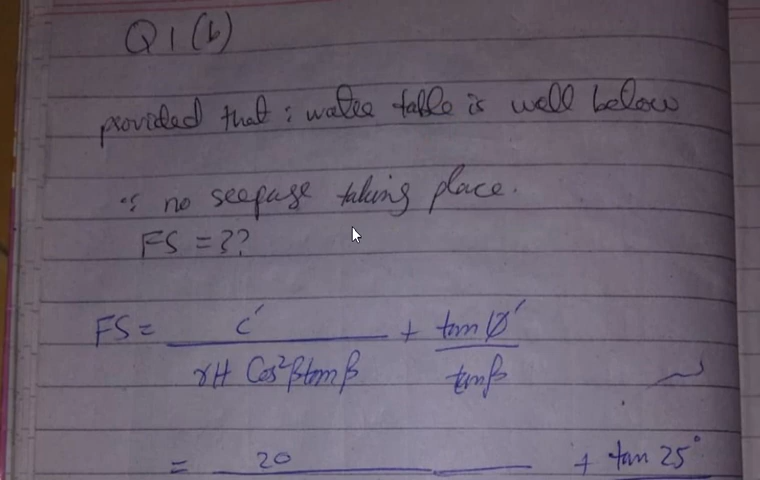 Q1(b)
provided that : water table is well below
∵ no seepage taking place.
FS = ??
FS = c' / γH Cos²β tanβ + tan Ø' / tanβ
= 20 + tan 25°